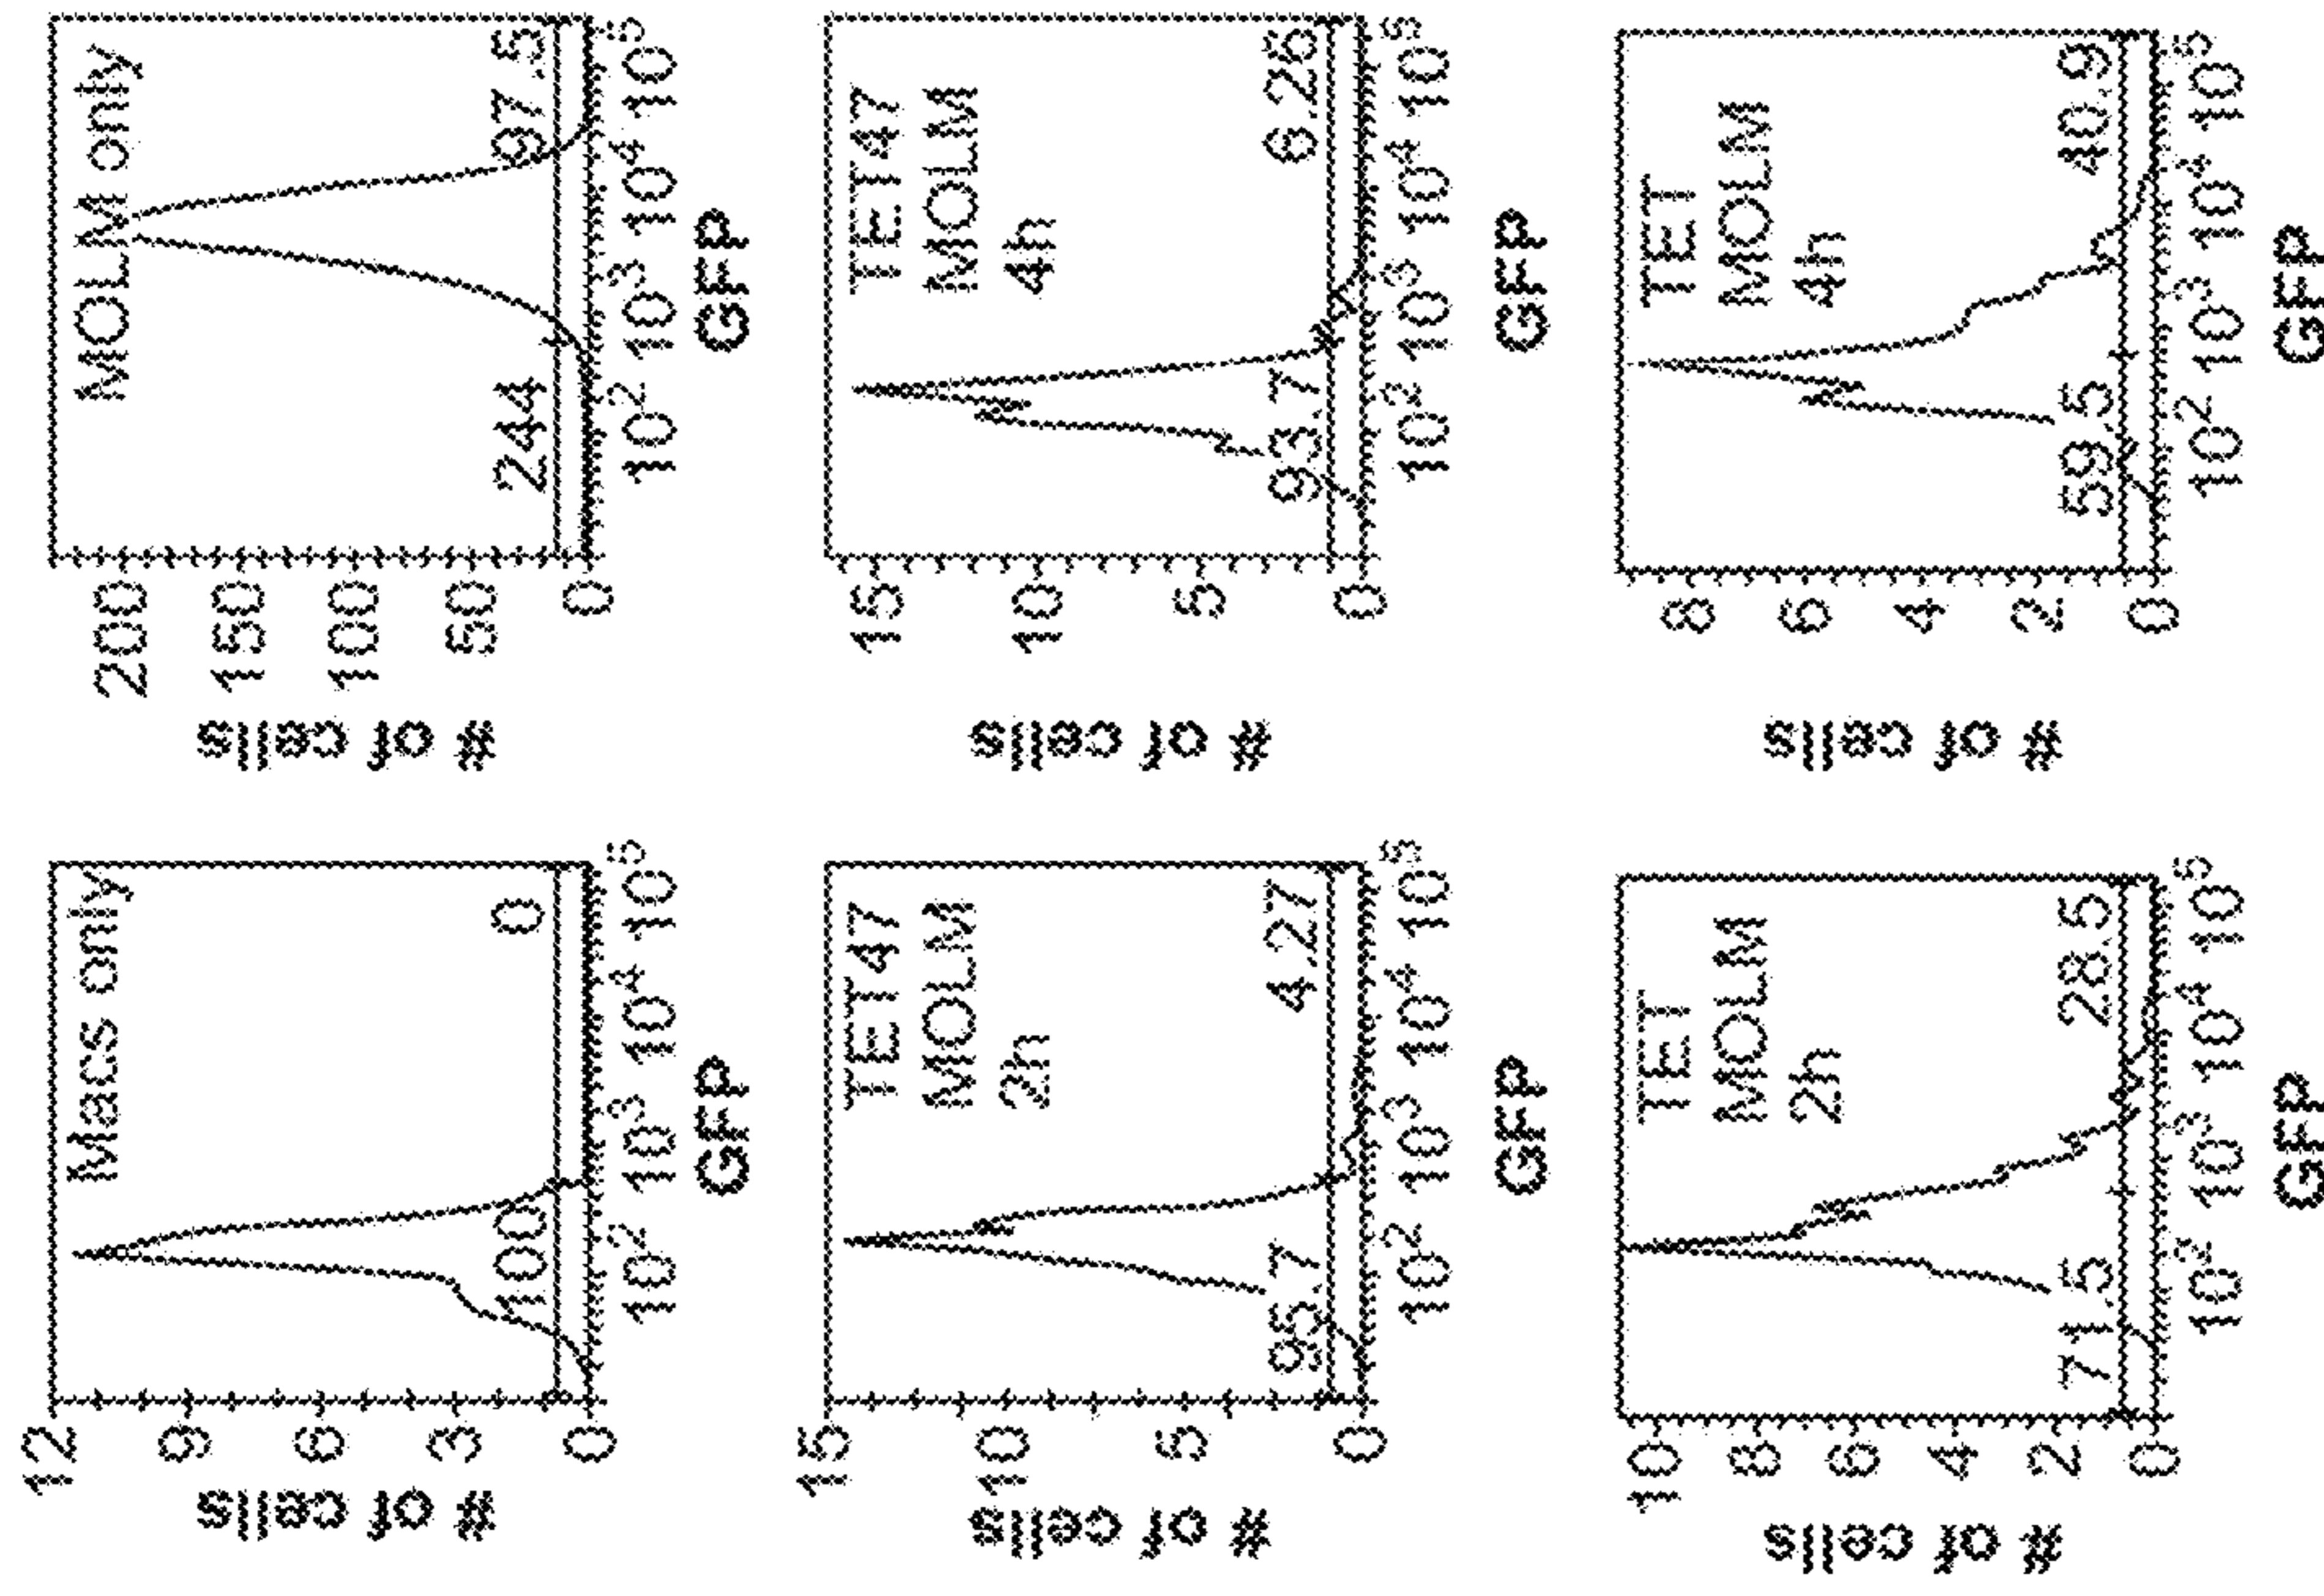 Macs only
12
9
6
3
0
# of cells
100
0
10² 10³ 10⁴ 10⁵
GFP
MOLM only
200
150
100
50
0
# of cells
244
97.5
10² 10³ 10⁴ 10⁵
GFP
TET47
MOLM
2h
15
10
5
0
# of cells
95.7
4.27
10² 10³ 10⁴ 10⁵
GFP
TET47
MOLM
4h
15
10
5
0
# of cells
93.7
6.26
10² 10³ 10⁴ 10⁵
GFP
TET
MOLM
2h
10
8
6
4
2
0
# of cells
71.5
28.5
10² 10³ 10⁴ 10⁵
GFP
TET
MOLM
4h
8
6
4
2
0
# of cells
59.5
40.9
10² 10³ 10⁴ 10⁵
GFP